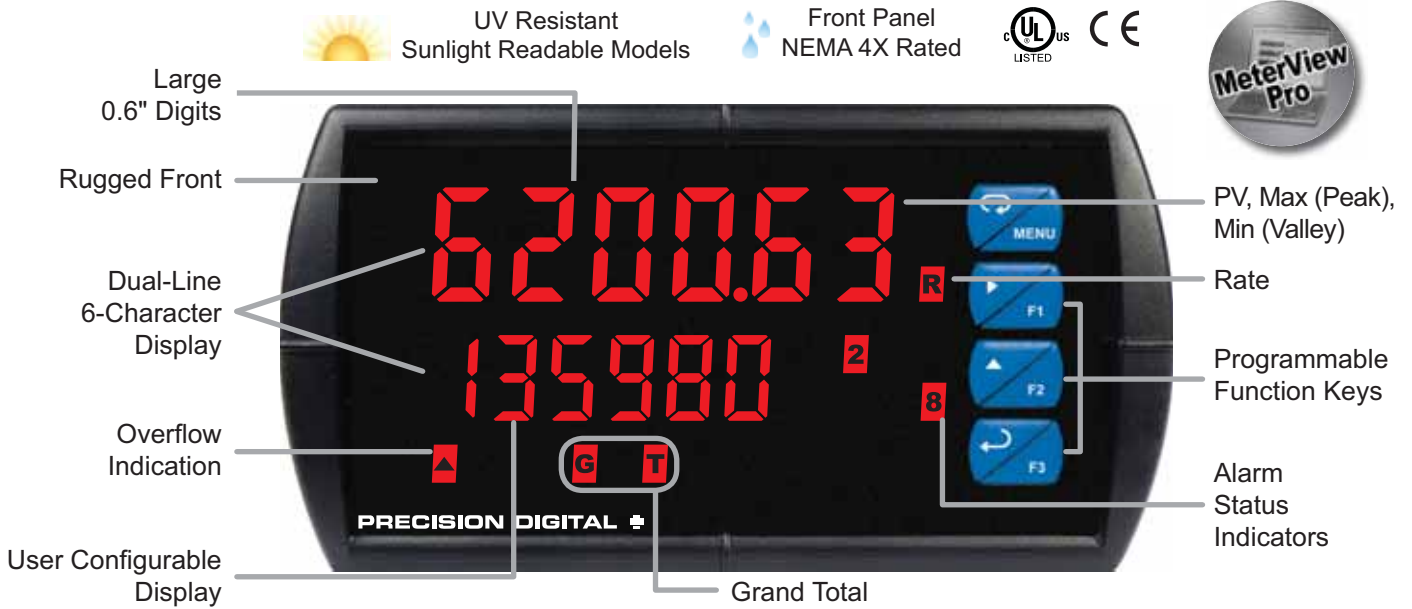 UV Resistant
Sunlight Readable Models
Front Panel
NEMA 4X Rated
C UL US
LISTED
CE
MeterView
Pro
Large
0.6" Digits
Rugged Front
Dual-Line
6-Character
Display
Overflow
Indication
User Configurable
Display
6200.63
R
135980
2
8
G T
PRECISION DIGITAL
MENU
F1
F2
F3
PV, Max (Peak),
Min (Valley)
Rate
Programmable
Function Keys
Alarm
Status
Indicators
Grand Total